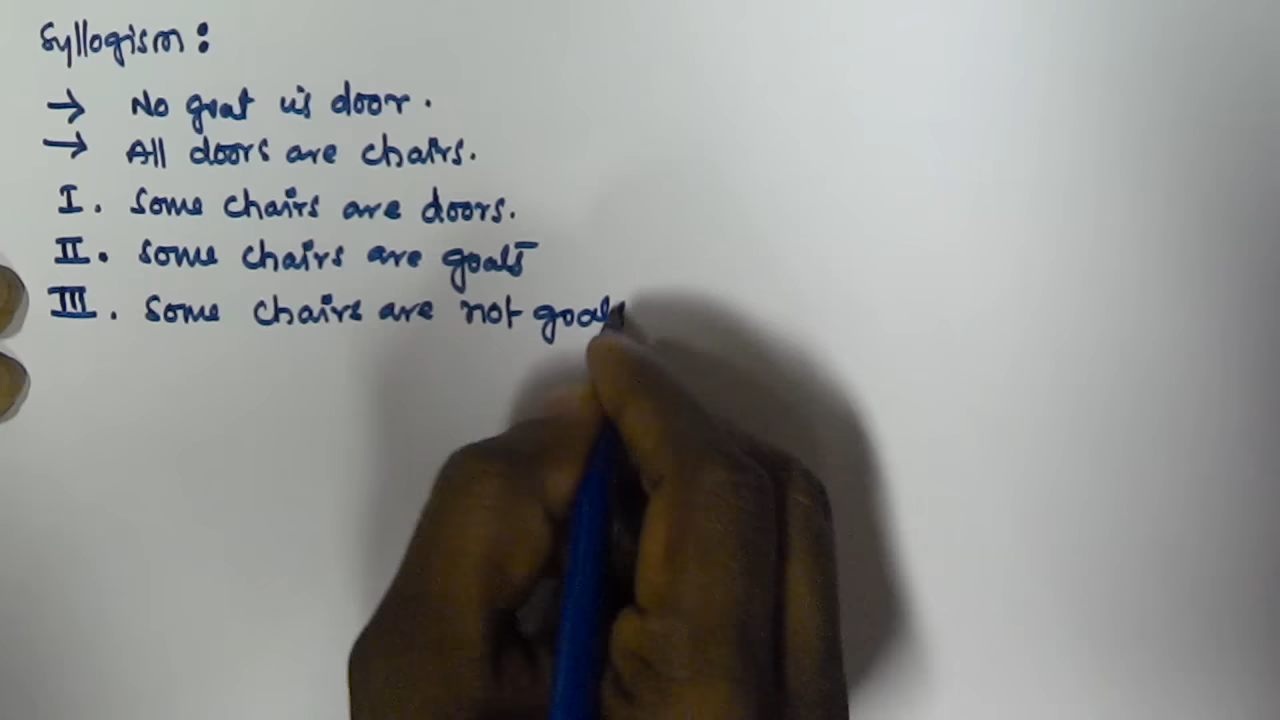 Syllogism:
→ No goat is door.
→ All doors are chairs.
I. Some chairs are doors.
II. Some chairs are goats
III. Some chairs are not goats